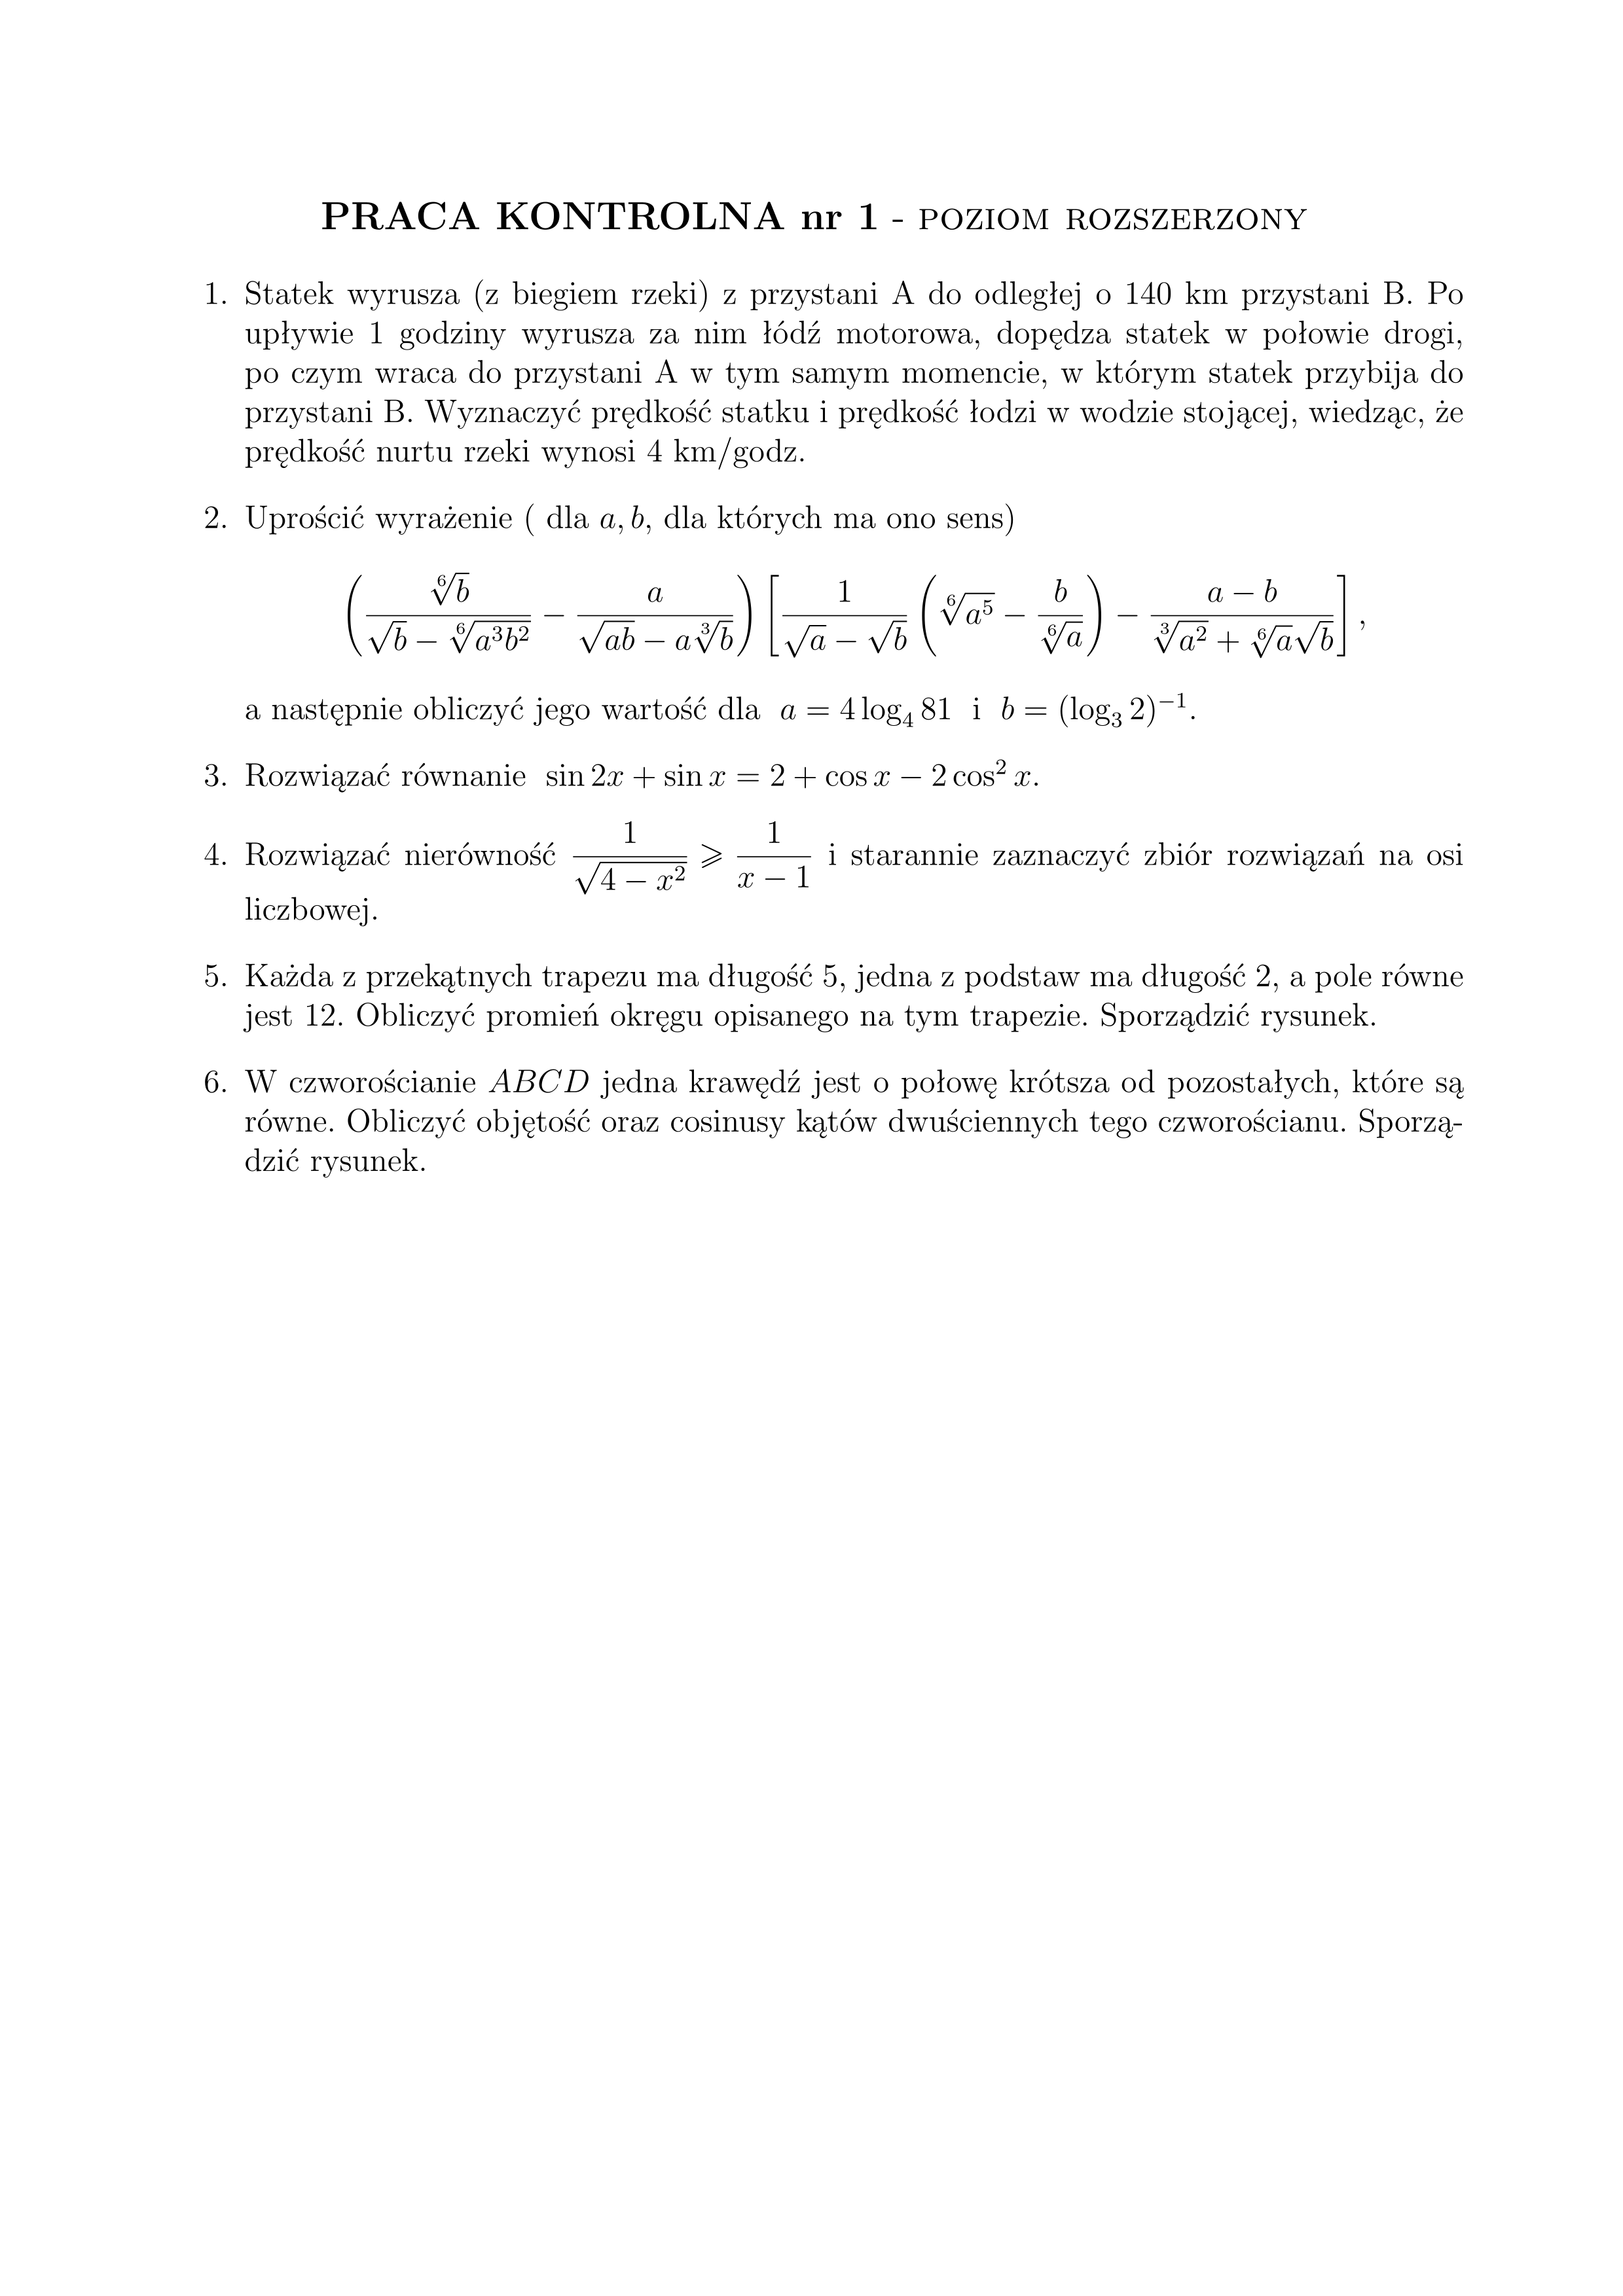 PRACA KONTROLNA nr 1 - POZIOM ROZSZERZONY
1. Statek wyrusza (z biegiem rzeki) z przystani A do odległej o 140 km przystani B. Po
upływie 1 godziny wyrusza za nim łódź motorowa, dopędza statek w połowie drogi,
po czym wraca do przystani A w tym samym momencie, w którym statek przybija do
przystani B. Wyznaczyć prędkość statku i prędkość łodzi w wodzie stojącej, wiedząc, że
prędkość nurtu rzeki wynosi 4 km/godz.
2. Uprościć wyrażenie ( dla a, b, dla których ma ono sens)
$\left(\frac{\sqrt[6]{b}}{\sqrt{b}-\sqrt[6]{a^3b^2}}-\frac{a}{\sqrt{ab}-a\sqrt[3]{b}}\right)\left[\frac{1}{\sqrt{a}-\sqrt{b}}\left(\sqrt[6]{a^5}-\frac{b}{\sqrt[6]{a}}\right)-\frac{a-b}{\sqrt[3]{a^2}+\sqrt[6]{a}\sqrt{b}}\right],$
a następnie obliczyć jego wartość dla $a = 4\log_4 81$ i $b = (\log_3 2)^{-1}$.
3. Rozwiązać równanie $\sin 2x + \sin x = 2 + \cos x - 2\cos^2 x$.
4. Rozwiązać nierówność $\frac{1}{\sqrt{4-x^2}} \geqslant \frac{1}{x-1}$ i starannie zaznaczyć zbiór rozwiązań na osi
liczbowej.
5. Każda z przekątnych trapezu ma długość 5, jedna z podstaw ma długość 2, a pole równe
jest 12. Obliczyć promień okręgu opisanego na tym trapezie. Sporządzić rysunek.
6. W czworościanie ABCD jedna krawędź jest o połowę krótsza od pozostałych, które są
równe. Obliczyć objętość oraz cosinusy kątów dwuściennych tego czworościanu. Sporzą-
dzić rysunek.